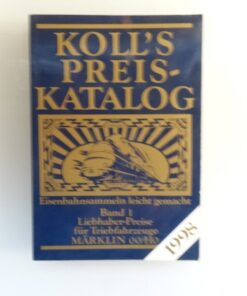 KOLL'S
PREIS-
KATALOG
Eisenbahnsammeln leicht gemacht
Band 1
Liebhaber-Preise
für Triebfahrzeuge
MÄRKLIN 00/H0
1998